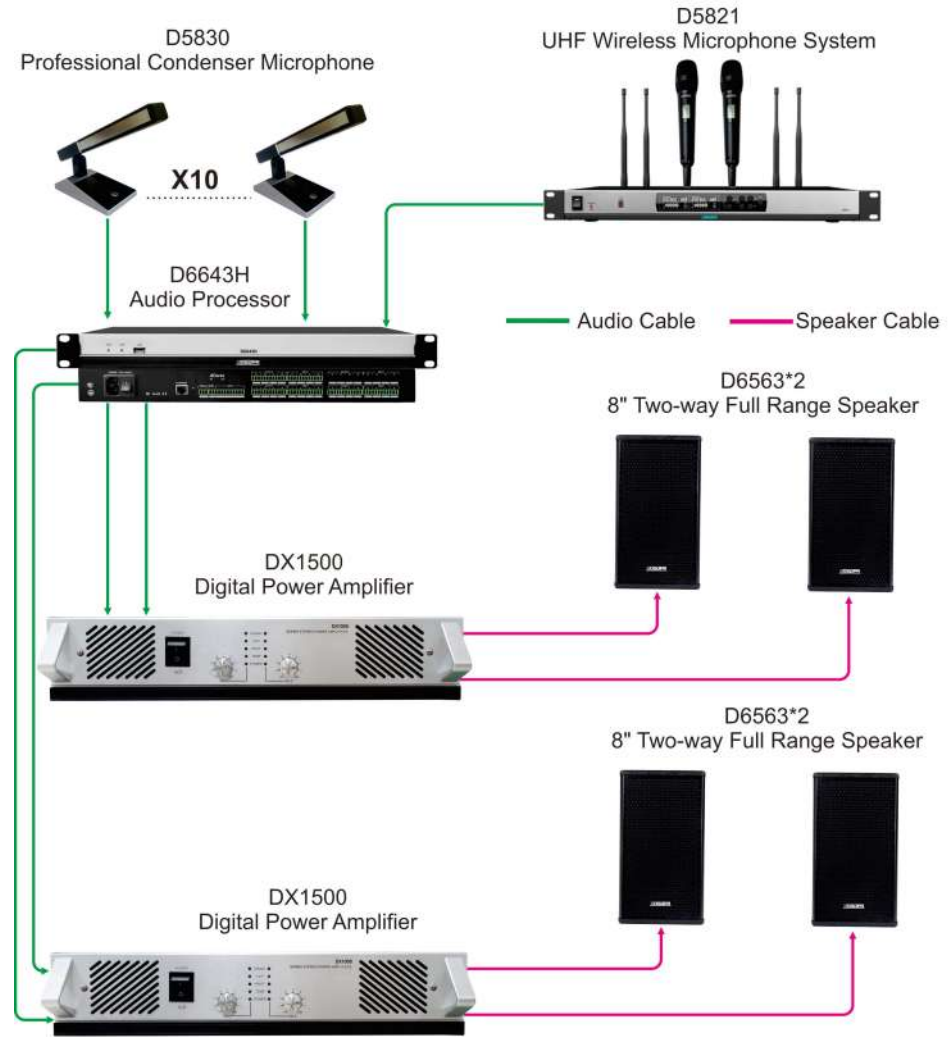 D5830
Professional Condenser Microphone
D5821
UHF Wireless Microphone System
X10
D6643H
Audio Processor
Audio Cable
Speaker Cable
D6563*2
8" Two-way Full Range Speaker
DX1500
Digital Power Amplifier
D6563*2
8" Two-way Full Range Speaker
DX1500
Digital Power Amplifier